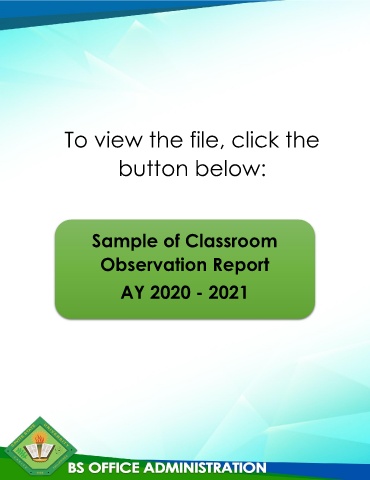 To view the file, click the
button below:
Sample of Classroom
Observation Report
AY 2020 - 2021
BS OFFICE ADMINISTRATION